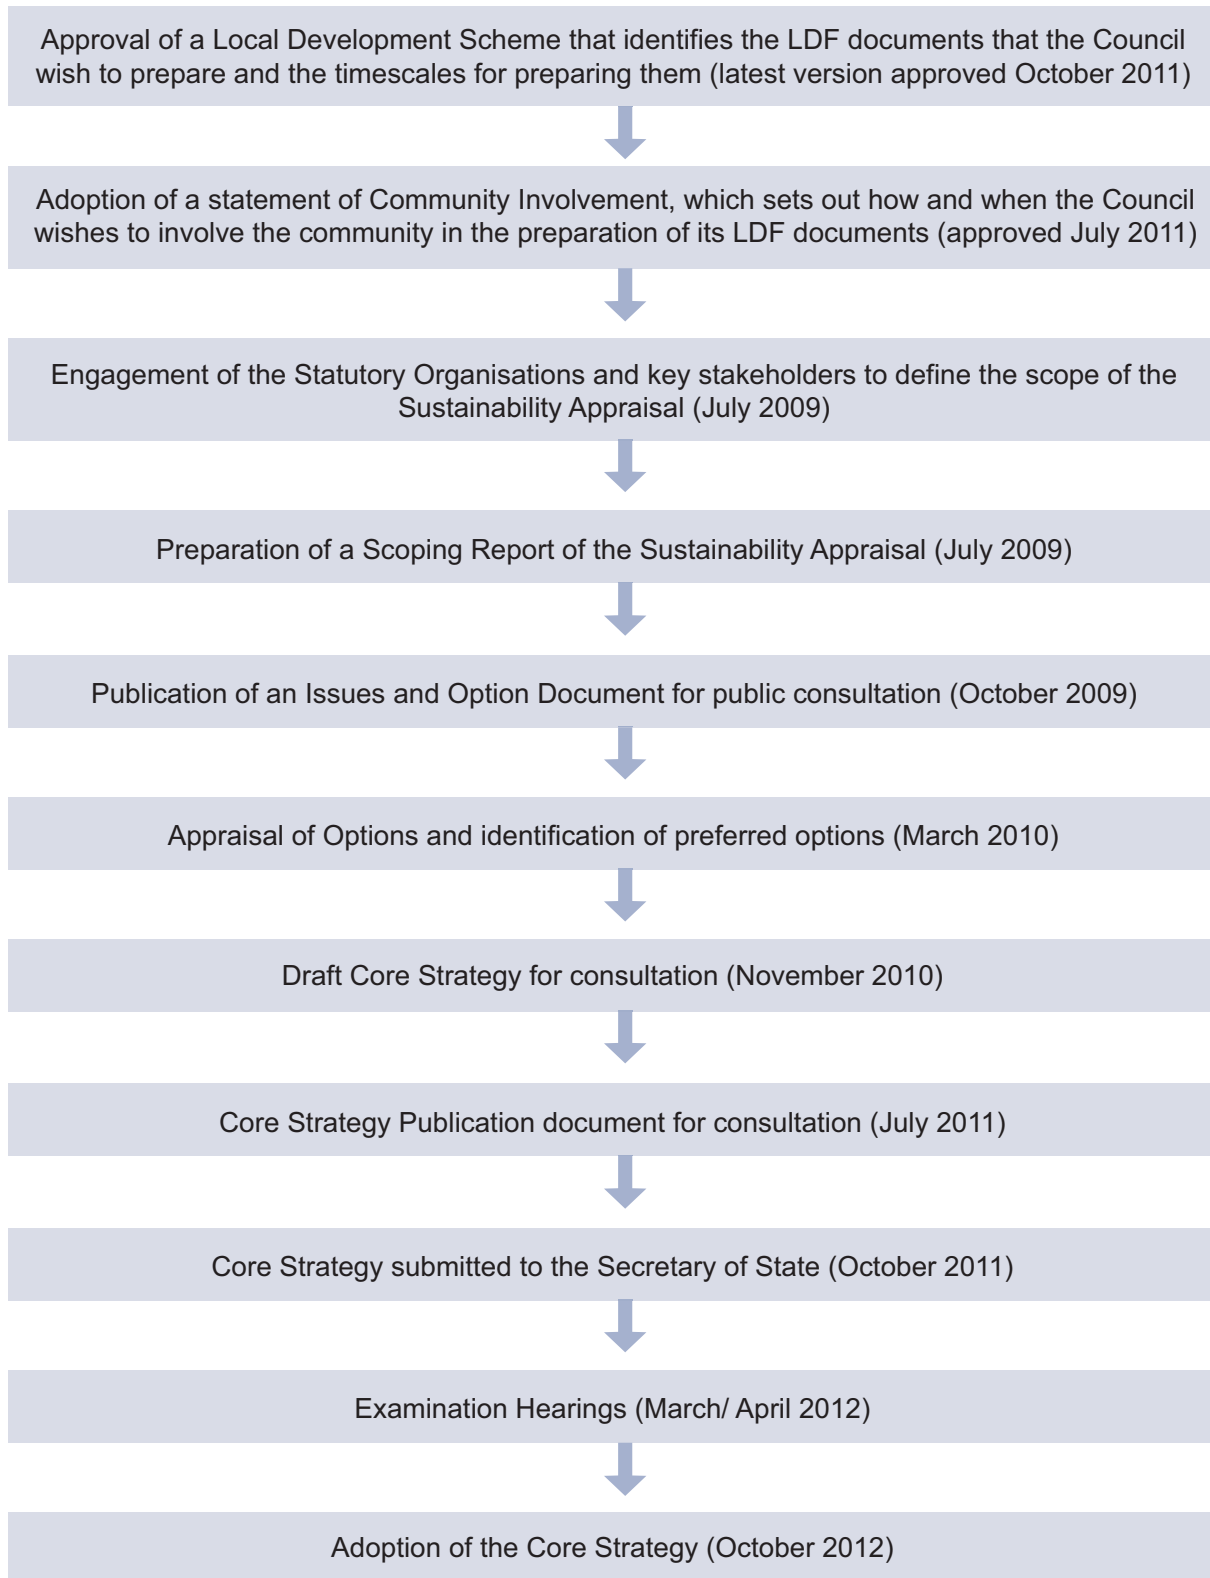 Approval of a Local Development Scheme that identifies the LDF documents that the Council
wish to prepare and the timescales for preparing them (latest version approved October 2011)
Adoption of a statement of Community Involvement, which sets out how and when the Council
wishes to involve the community in the preparation of its LDF documents (approved July 2011)
Engagement of the Statutory Organisations and key stakeholders to define the scope of the
Sustainability Appraisal (July 2009)
Preparation of a Scoping Report of the Sustainability Appraisal (July 2009)
Publication of an Issues and Option Document for public consultation (October 2009)
Appraisal of Options and identification of preferred options (March 2010)
Draft Core Strategy for consultation (November 2010)
Core Strategy Publication document for consultation (July 2011)
Core Strategy submitted to the Secretary of State (October 2011)
Examination Hearings (March/ April 2012)
Adoption of the Core Strategy (October 2012)